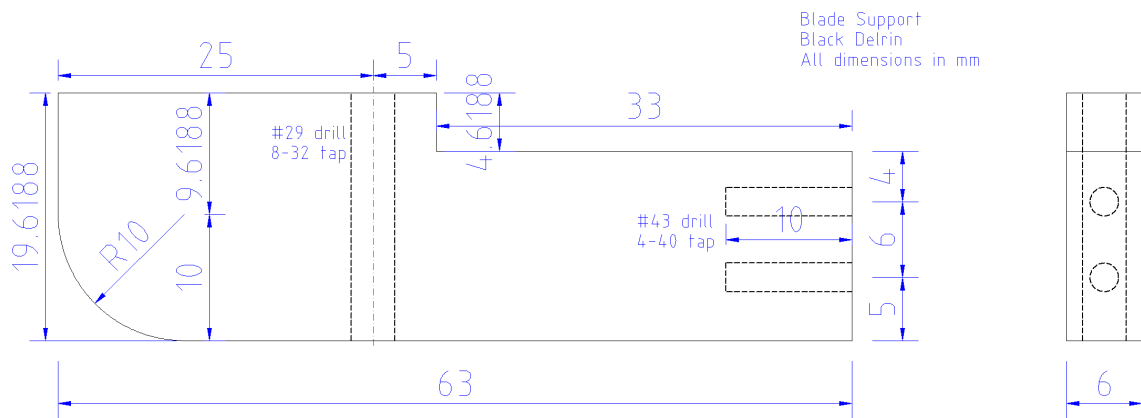 Blade Support
Black Delrin
All dimensions in mm
25
5
33
4.6188
#29 drill
8-32 tap
9.6188
19.6188
R10
10
#43 drill
4-40 tap
10
4
6
5
63
6